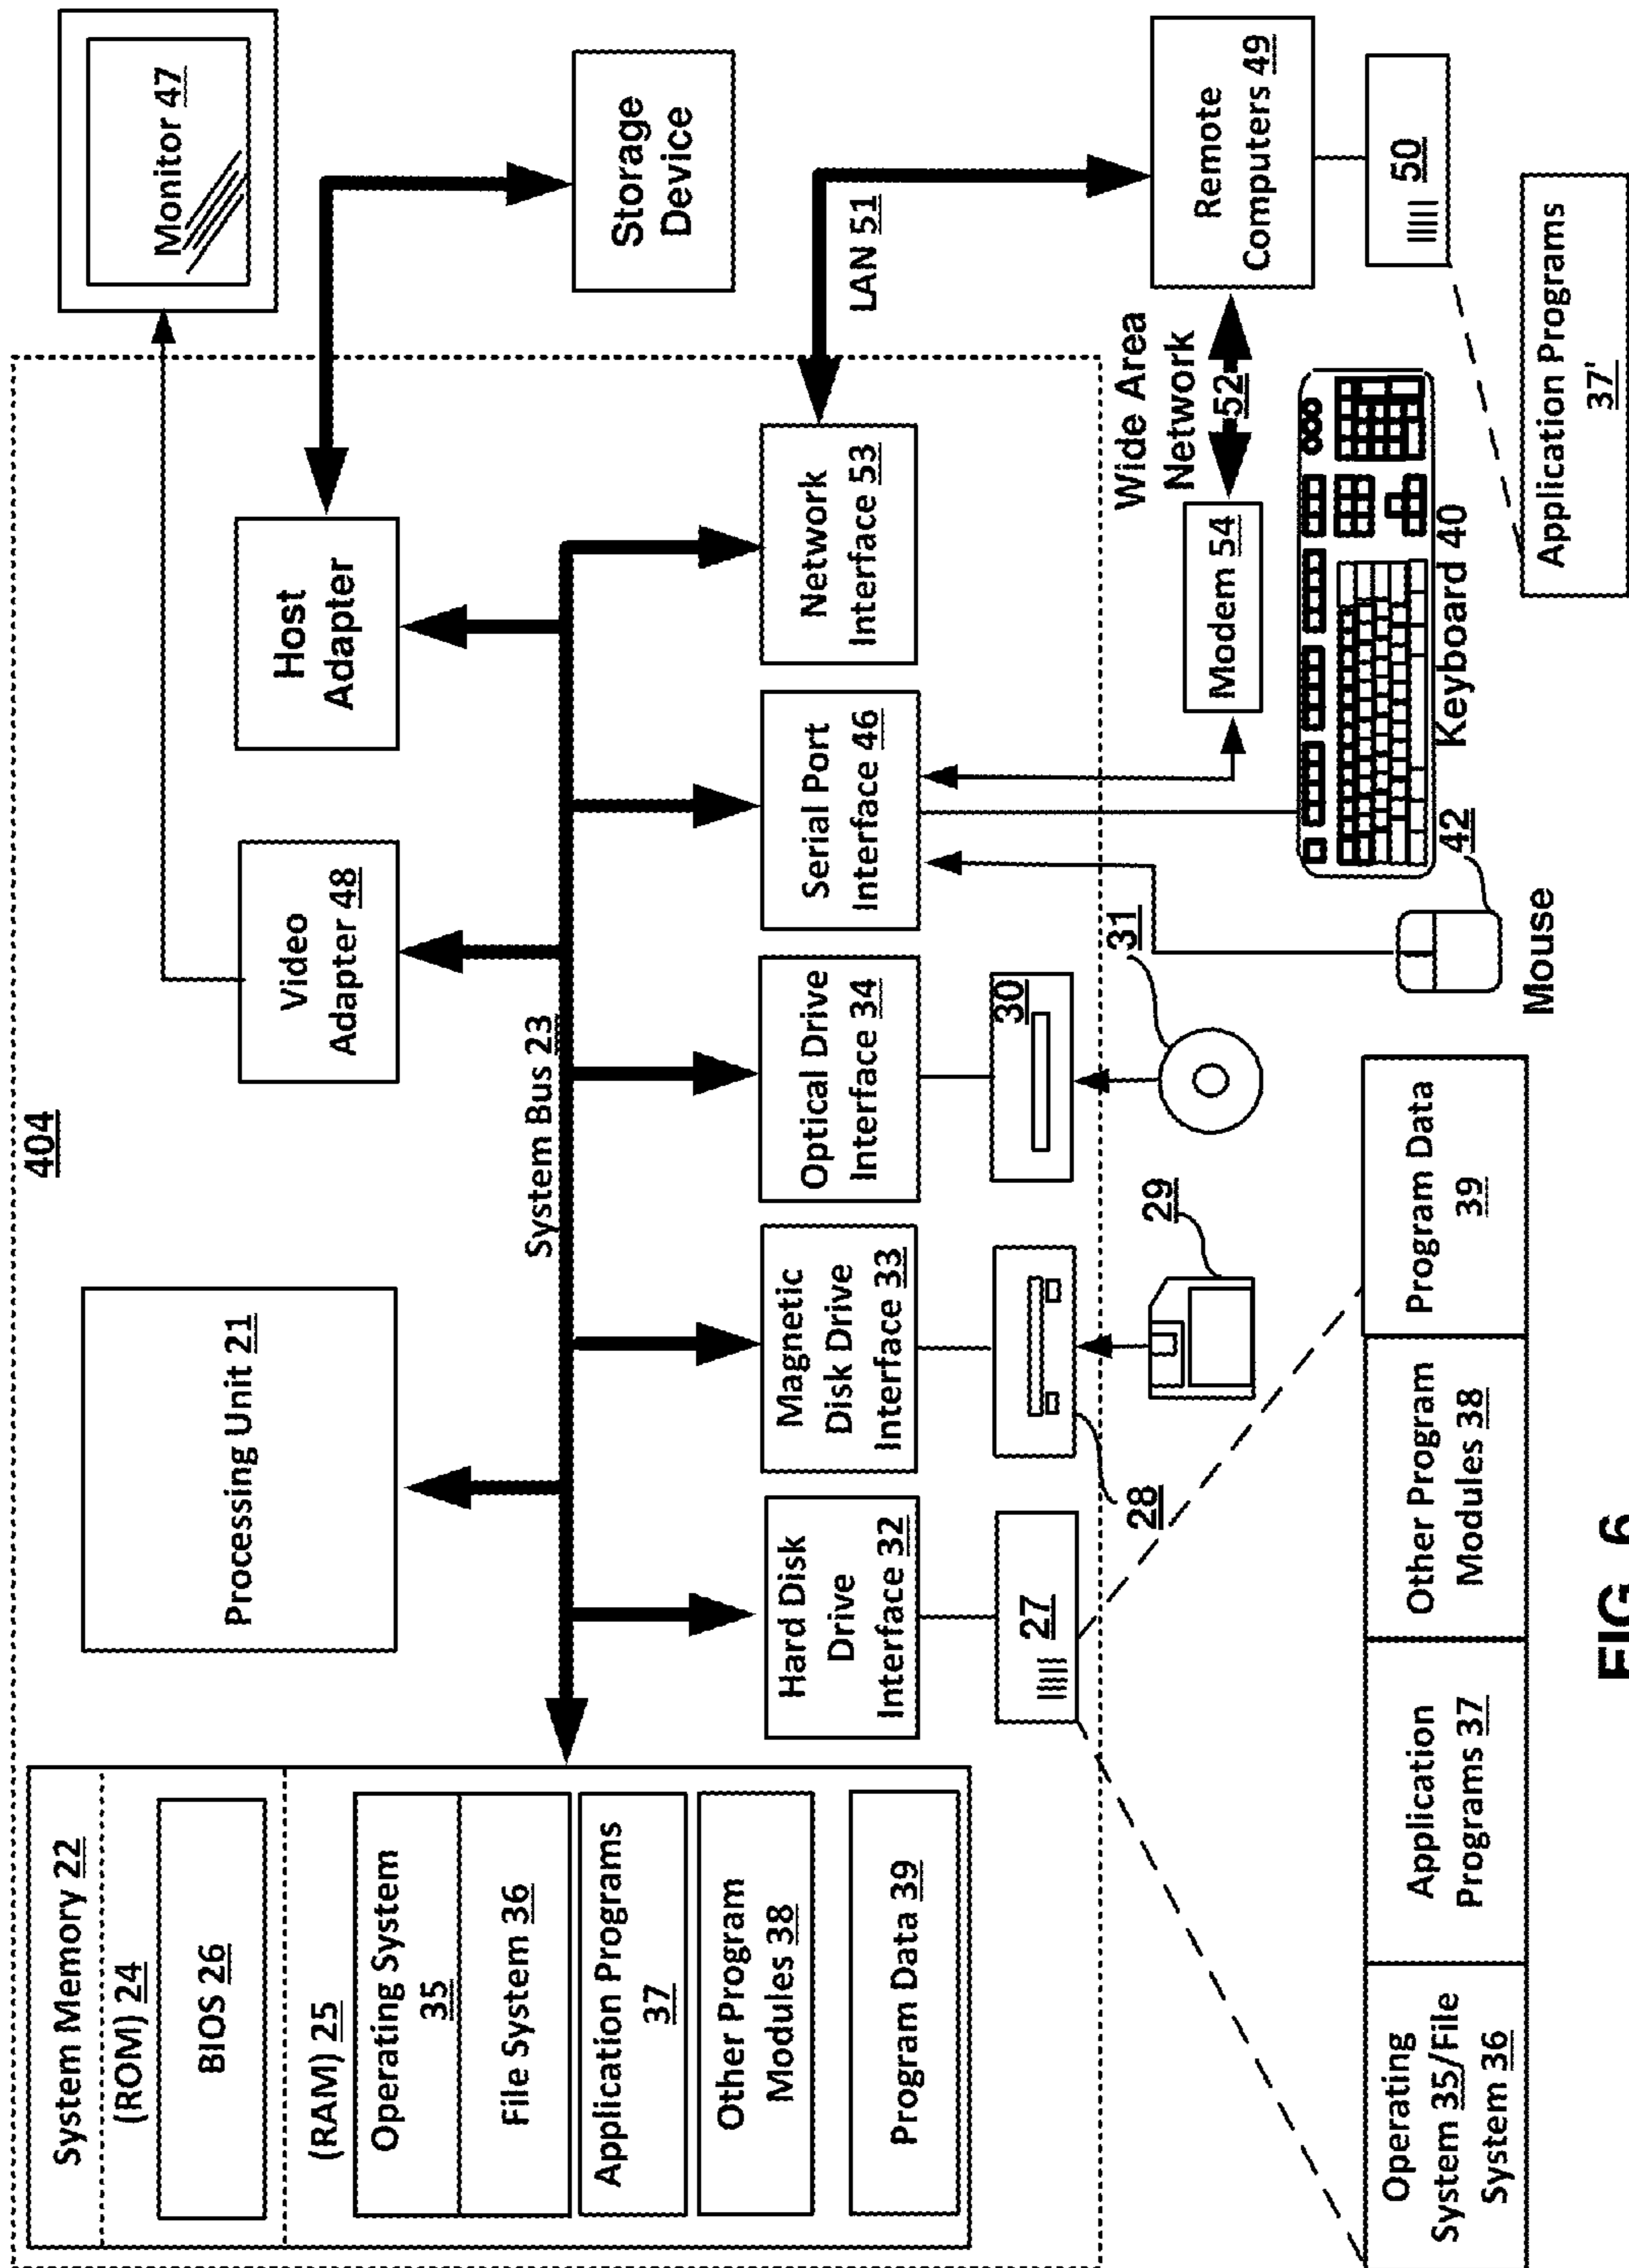 404
System Memory 22
(ROM) 24
BIOS 26
(RAM) 25
Operating System
35
File System 36
Application Programs
37
Other Program
Modules 38
Program Data 39
Processing Unit 21
Video
Adapter 48
Host
Adapter
Monitor 47
System Bus 23
Storage
Device
Hard Disk
Drive
Interface 32
Magnetic
Disk Drive
Interface 33
Optical Drive
Interface 34
Serial Port
Interface 46
Network
Interface 53
LAN 51
27
28
29
30
31
Wide Area
Network
52
Modem 54
Remote
Computers 49
50
Keyboard 40
42
Mouse
Operating
System 35/File
System 36
Application
Programs 37
Other Program
Modules 38
Program Data
39
Application Programs
37'
FIG. 6